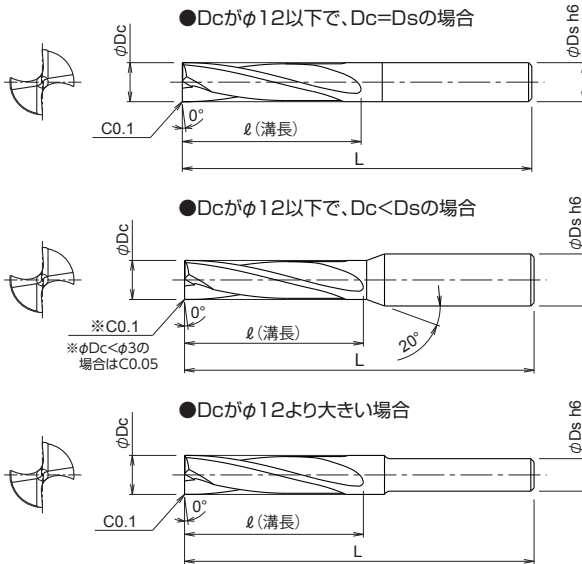 ●Dcがφ12以下で、Dc=Dsの場合
φDc
φDs h6
C0.1
0°
ℓ(溝長)
L
●Dcがφ12以下で、Dc<Dsの場合
φDc
φDs h6
※C0.1
※φDc<φ3の
場合はC0.05
0°
ℓ(溝長)
20°
L
●Dcがφ12より大きい場合
φDc
φDs h6
C0.1
0°
ℓ(溝長)
L